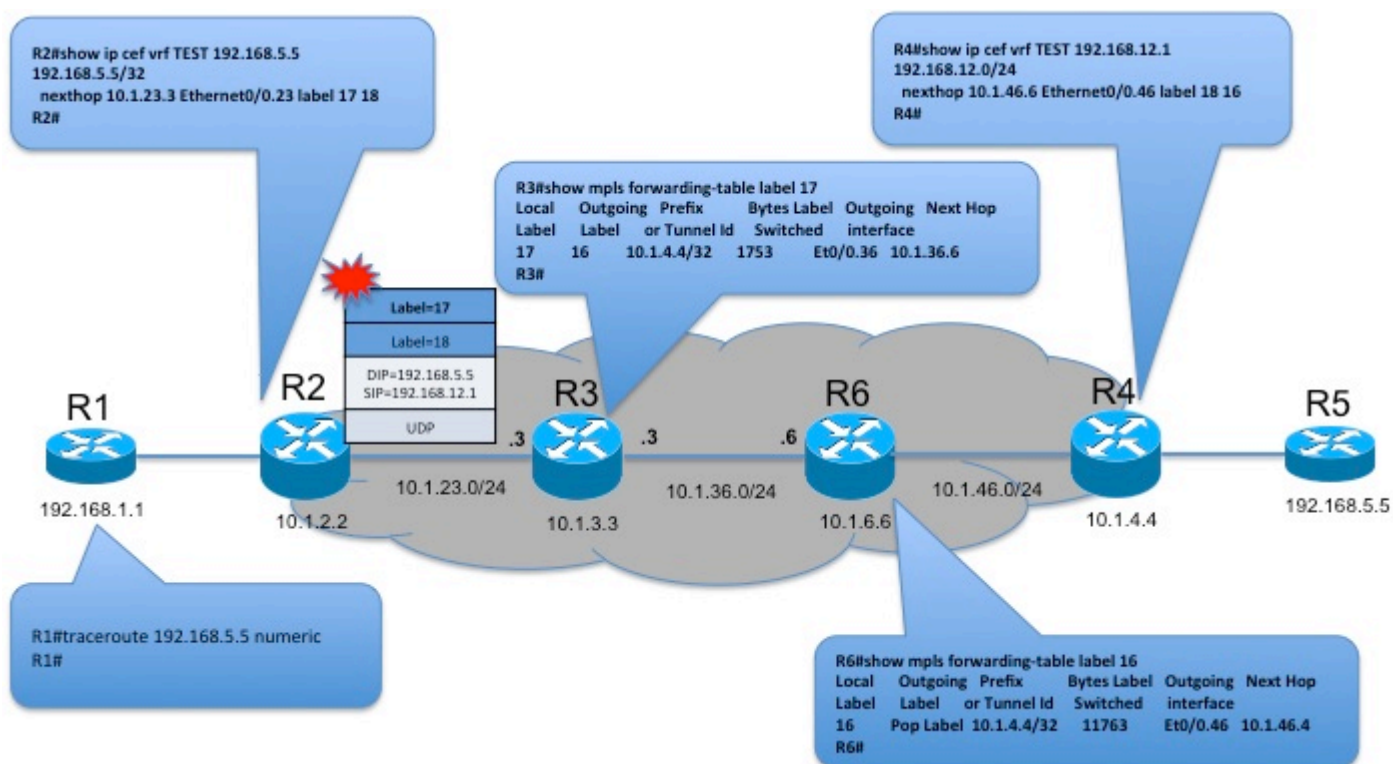 R2#show ip cef vrf TEST 192.168.5.5
192.168.5.5/32
nexthop 10.1.23.3 Ethernet0/0.23 label 17 18
R2#
R4#show ip cef vrf TEST 192.168.12.1
192.168.12.0/24
nexthop 10.1.46.6 Ethernet0/0.46 label 18 16
R4#
R3#show mpls forwarding-table label 17
Local Outgoing Prefix Bytes Label Outgoing Next Hop
Label Label or Tunnel Id Switched interface
17 16 10.1.4.4/32 1753 Et0/0.36 10.1.36.6
R3#
Label=17
Label=18
DIP=192.168.5.5
SIP=192.168.12.1
UDP
R1
R2
R3
R6
R4
R5
.3
.3
.6
10.1.23.0/24
10.1.36.0/24
10.1.46.0/24
192.168.1.1
10.1.2.2
10.1.3.3
10.1.6.6
10.1.4.4
192.168.5.5
R1#traceroute 192.168.5.5 numeric
R1#
R6#show mpls forwarding-table label 16
Local Outgoing Prefix Bytes Label Outgoing Next Hop
Label Label or Tunnel Id Switched interface
16 Pop Label 10.1.4.4/32 11763 Et0/0.46 10.1.46.4
R6#